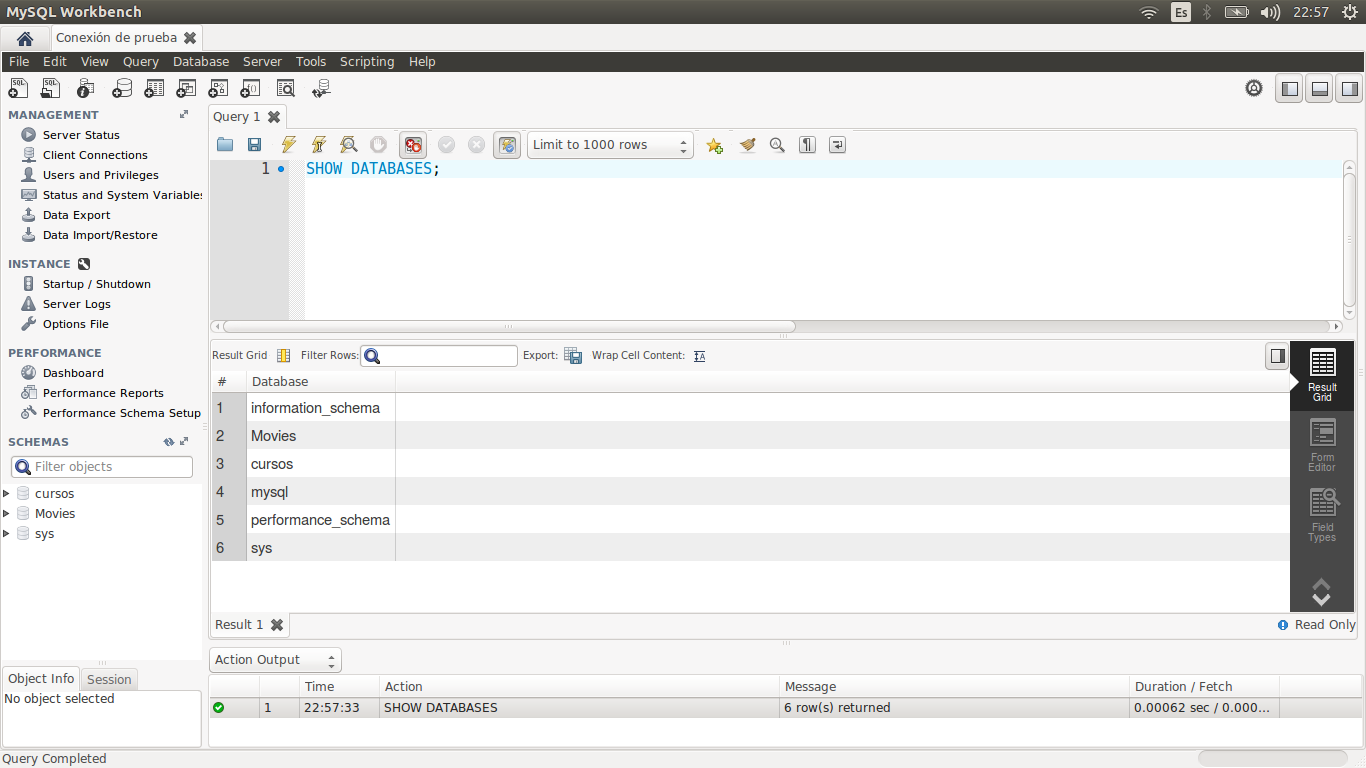 MySQL Workbench
Es
22:57
Conexión de prueba
File Edit View Query Database Server Tools Scripting Help
MANAGEMENT
Server Status
Client Connections
Users and Privileges
Status and System Variables
Data Export
Data Import/Restore
INSTANCE
Startup / Shutdown
Server Logs
Options File
PERFORMANCE
Dashboard
Performance Reports
Performance Schema Setup
SCHEMAS
Filter objects
cursos
Movies
sys
Object Info Session
No object selected
Query 1
Limit to 1000 rows
1 SHOW DATABASES;
Result Grid Filter Rows: Export: Wrap Cell Content:
# Database
1 information_schema
2 Movies
3 cursos
4 mysql
5 performance_schema
6 sys
Result
Grid
Form
Editor
Field
Types
Result 1
Read Only
Action Output
Time Action Message Duration / Fetch
1 22:57:33 SHOW DATABASES 6 row(s) returned 0.00062 sec / 0.000...
Query Completed